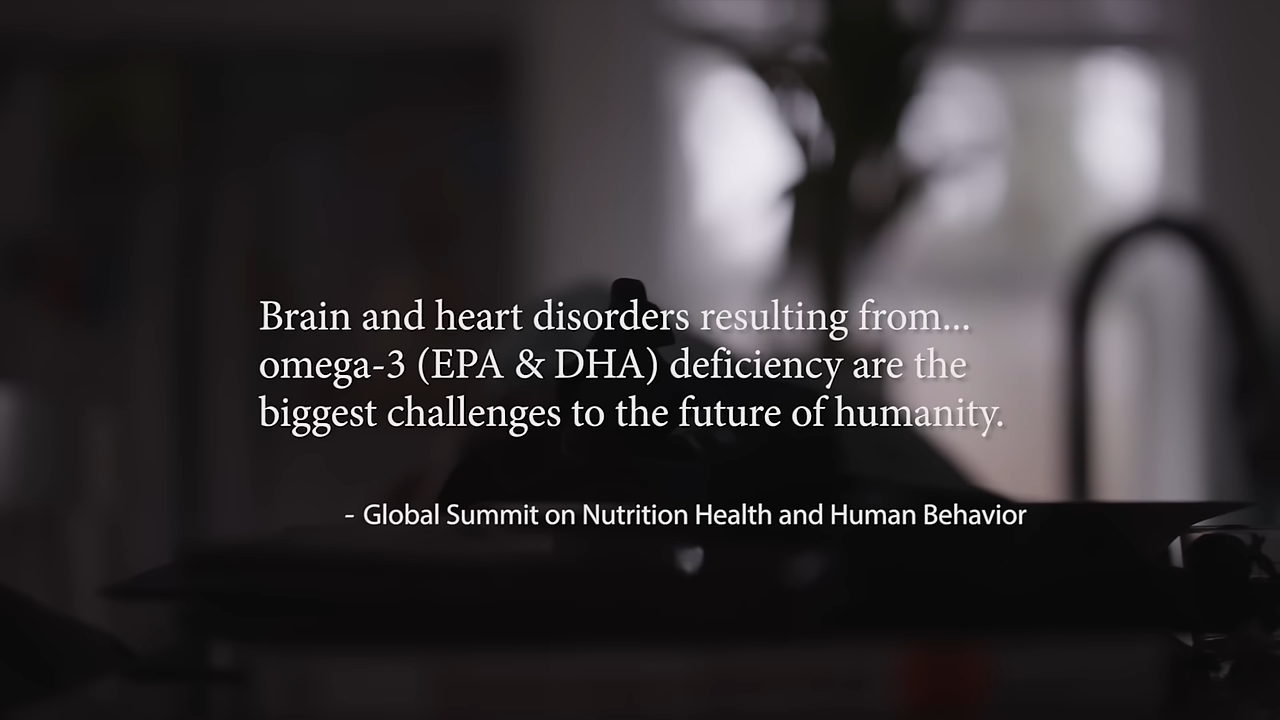 Brain and heart disorders resulting from...
omega-3 (EPA & DHA) deficiency are the
biggest challenges to the future of humanity.
- Global Summit on Nutrition Health and Human Behavior